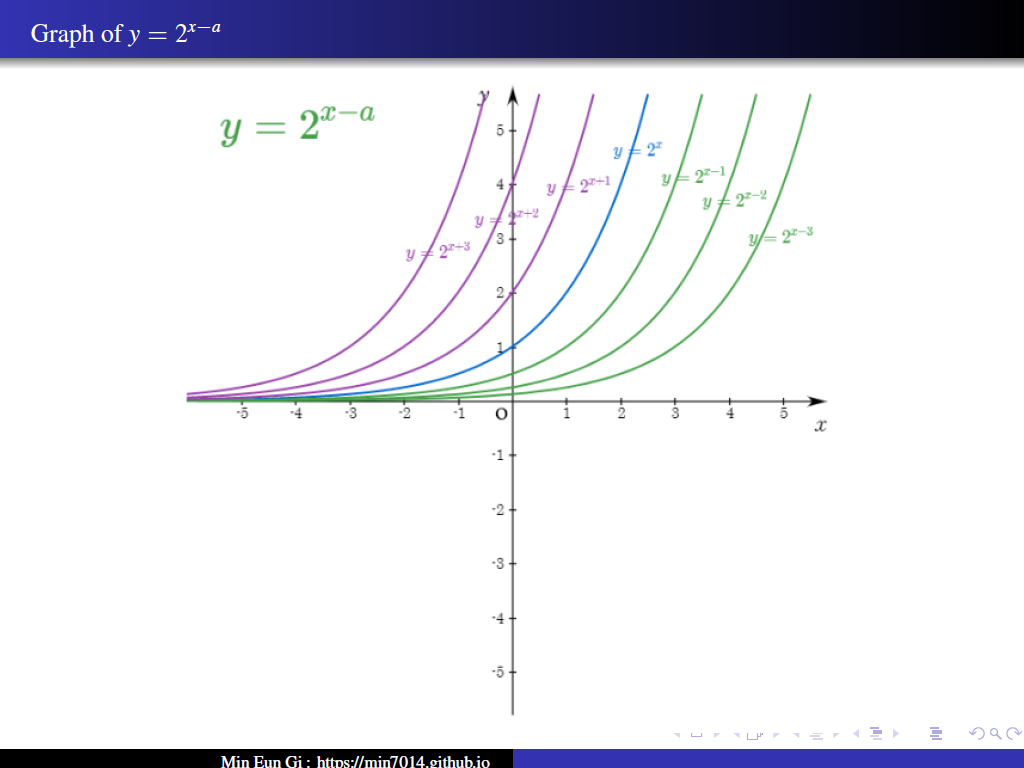 Graph of y = 2^{x−a}
y
y = 2^{x−a}
5
y = 2^x
y = 2^{x−1}
4
y = 2^{x+1}
y = 2^{x−2}
y = 2^{x+2}
3
y = 2^{x−3}
y = 2^{x+3}
2
1
-5 -4 -3 -2 -1 O 1 2 3 4 5
x
-1
-2
-3
-4
-5
Min Eun Gi : https://min7014.github.io